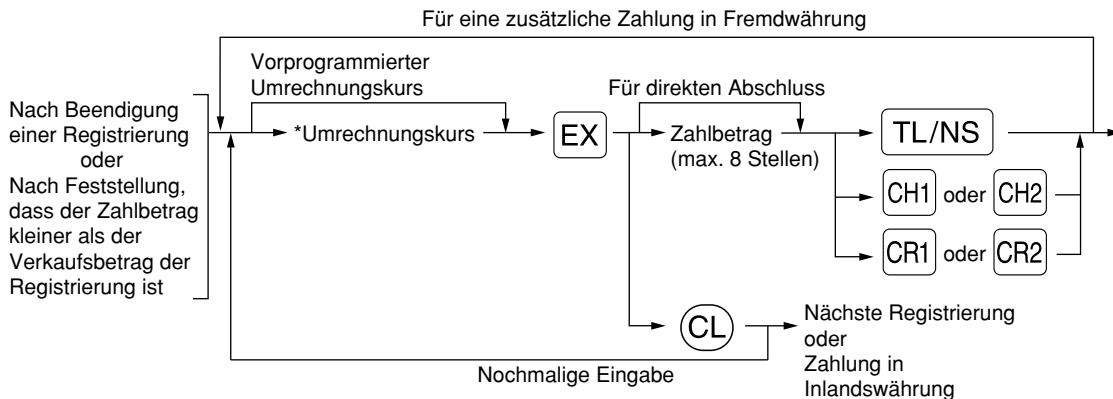 Für eine zusätzliche Zahlung in Fremdwährung
Vorprogrammierter
Umrechnungskurs
Für direkten Abschluss
Nach Beendigung
einer Registrierung
oder
Nach Feststellung,
dass der Zahlbetrag
kleiner als der
Verkaufsbetrag der
Registrierung ist
*Umrechnungskurs
EX
Zahlbetrag
(max. 8 Stellen)
TL/NS
CH1 oder CH2
CR1 oder CR2
CL
Nächste Registrierung
oder
Zahlung in
Inlandswährung
Nochmalige Eingabe